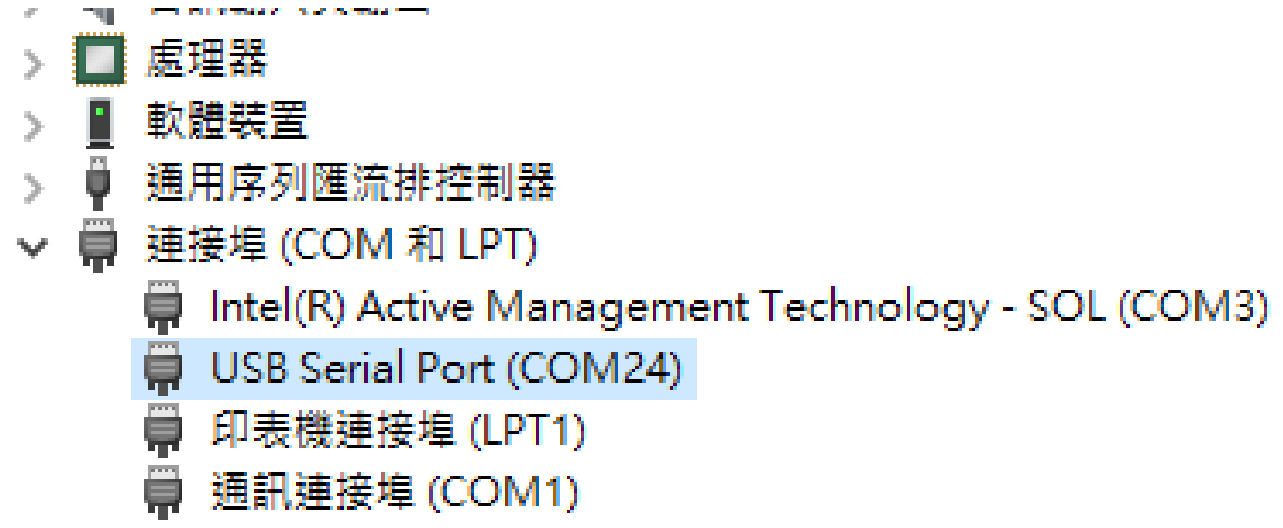 處理器
軟體裝置
通用序列匯流排控制器
連接埠 (COM 和 LPT)
Intel(R) Active Management Technology - SOL (COM3)
USB Serial Port (COM24)
印表機連接埠 (LPT1)
通訊連接埠 (COM1)